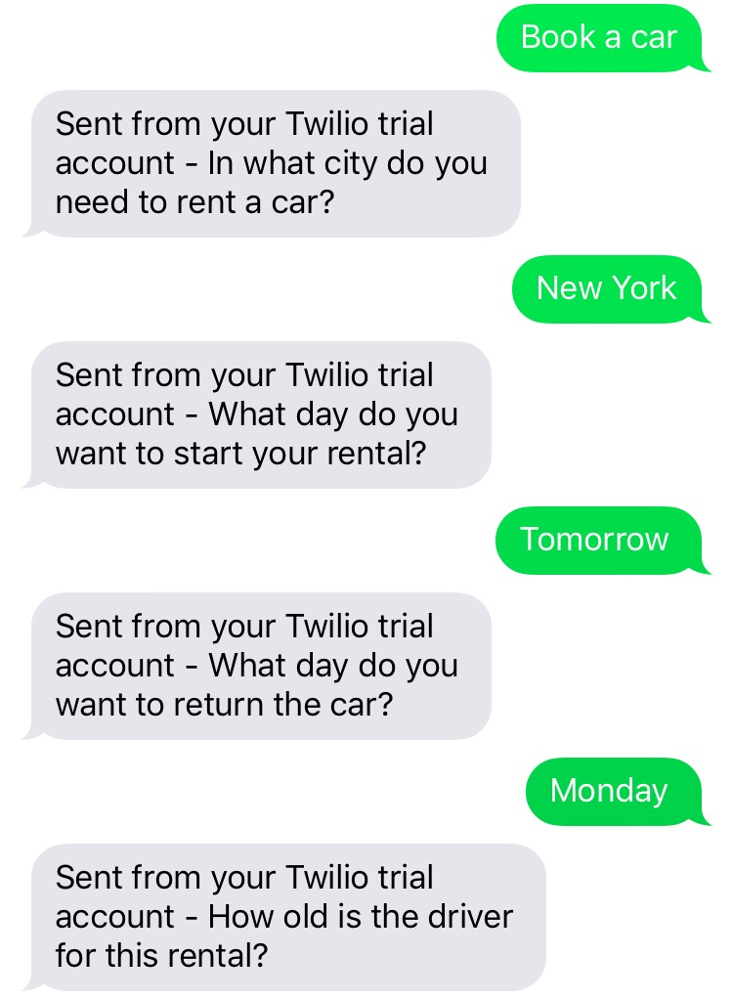 Book a car
Sent from your Twilio trial
account - In what city do you
need to rent a car?
New York
Sent from your Twilio trial
account - What day do you
want to start your rental?
Tomorrow
Sent from your Twilio trial
account - What day do you
want to return the car?
Monday
Sent from your Twilio trial
account - How old is the driver
for this rental?